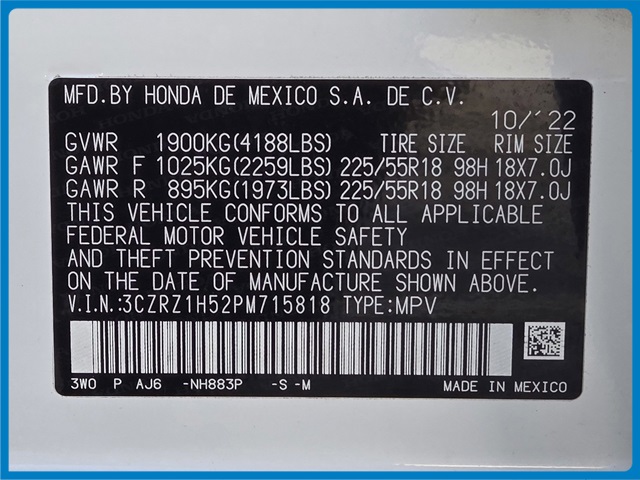 MFD.BY HONDA DE MEXICO S.A. DE C.V.
10/'22
GVWR 1900KG(4188LBS) TIRE SIZE RIM SIZE
GAWR F 1025KG(2259LBS) 225/55R18 98H 18X7.0J
GAWR R 895KG(1973LBS) 225/55R18 98H 18X7.0J
THIS VEHICLE CONFORMS TO ALL APPLICABLE
FEDERAL MOTOR VEHICLE SAFETY
AND THEFT PREVENTION STANDARDS IN EFFECT
ON THE DATE OF MANUFACTURE SHOWN ABOVE.
V.I.N.:3CZRZ1H52PM715818 TYPE:MPV
3W0 P AJ6 -NH883P -S -M MADE IN MEXICO